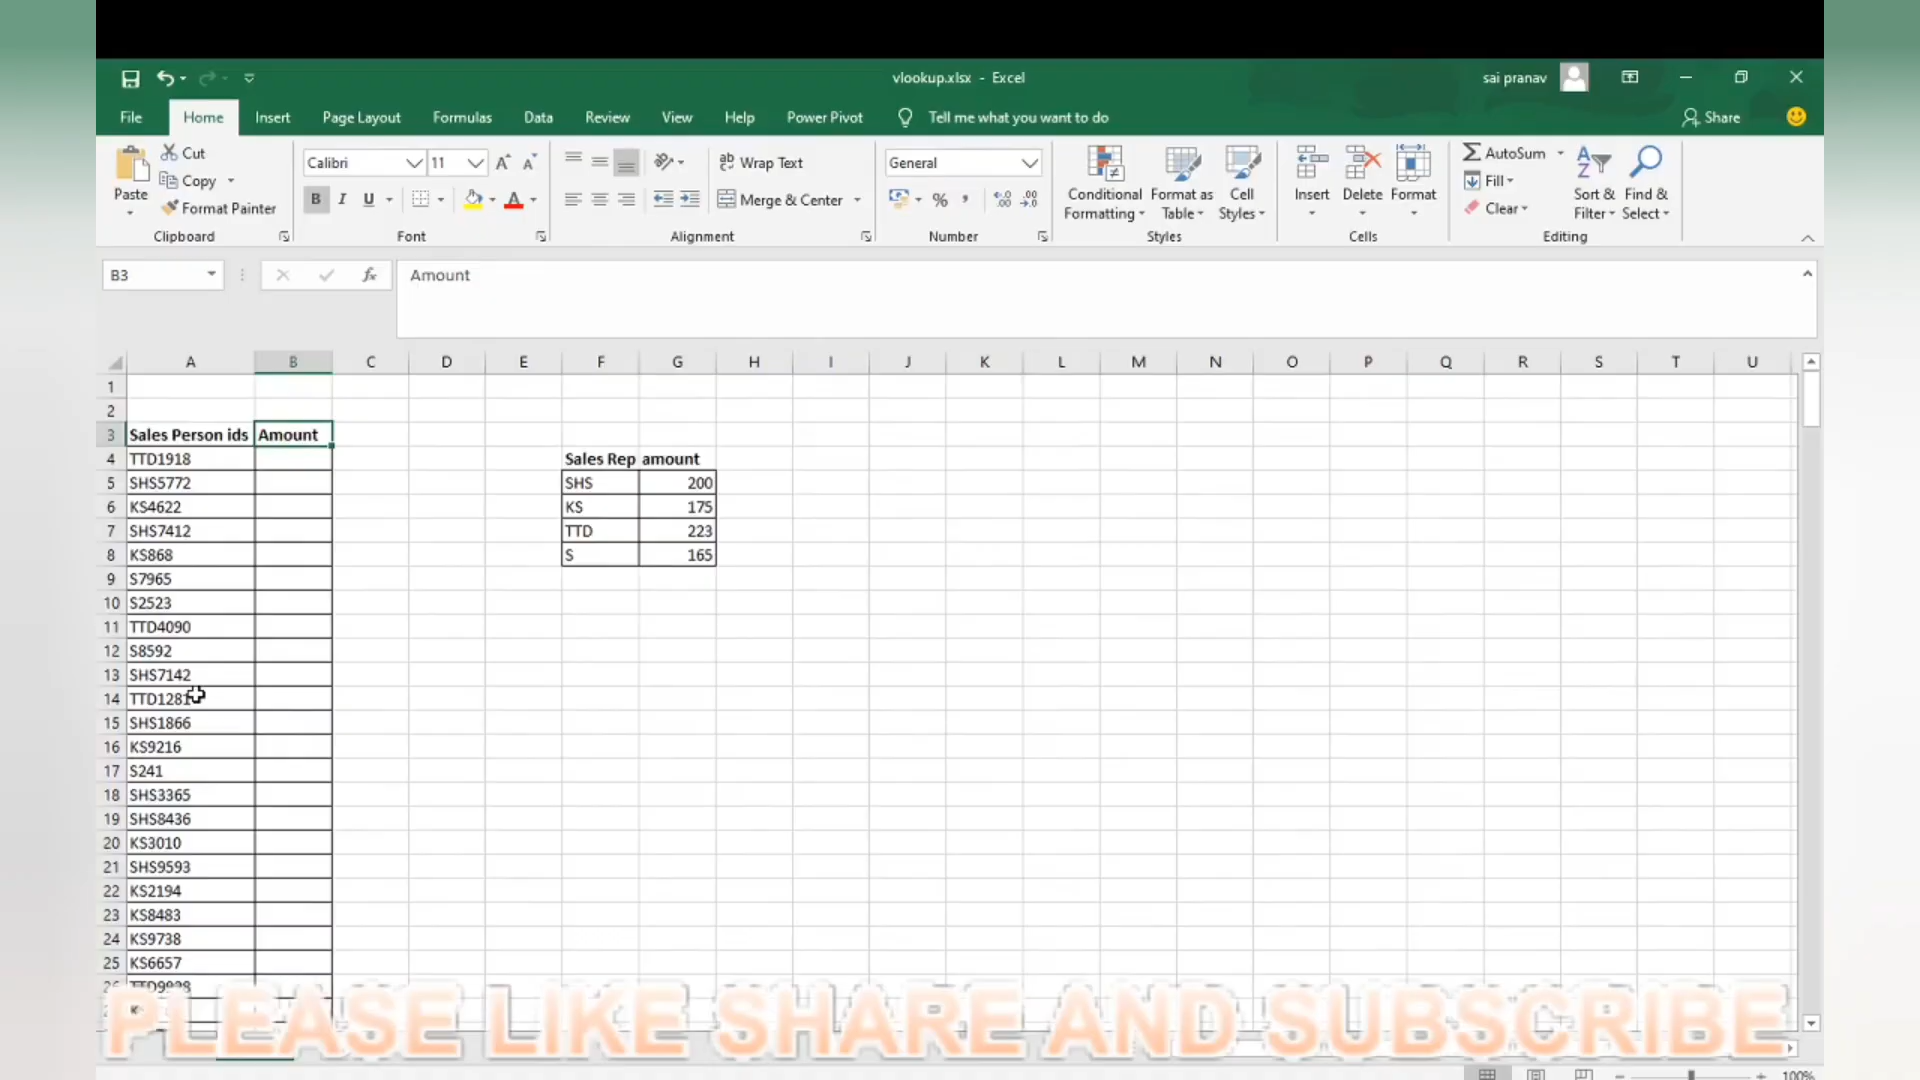 vlookup.xlsx - Excel
sai pranav
File Home Insert Page Layout Formulas Data Review View Help Power Pivot Tell me what you want to do Share
Paste
Cut
Copy
Format Painter
Clipboard
Calibri 11
B I U
Font
Wrap Text
Merge & Center
Alignment
General
%
Number
Conditional Formatting
Format as Table
Cell Styles
Styles
Insert Delete Format
Cells
AutoSum
Fill
Clear
Sort & Filter
Find & Select
Editing
B3 fx Amount
A B C D E F G H I J K L M N O P Q R S T U
1
2
3 Sales Person ids Amount
4 TTD1918 Sales Rep amount
5 SHS5772 SHS 200
6 KS4622 KS 175
7 SHS7412 TTD 223
8 KS868 S 165
9 S7965
10 S2523
11 TTD4090
12 S8592
13 SHS7142
14 TTD1281
15 SHS1866
16 KS9216
17 S241
18 SHS3365
19 SHS8436
20 KS3010
21 SHS9593
22 KS2194
23 KS8483
24 KS9738
25 KS6657
PLEASE LIKE SHARE AND SUBSCRIBE
100%